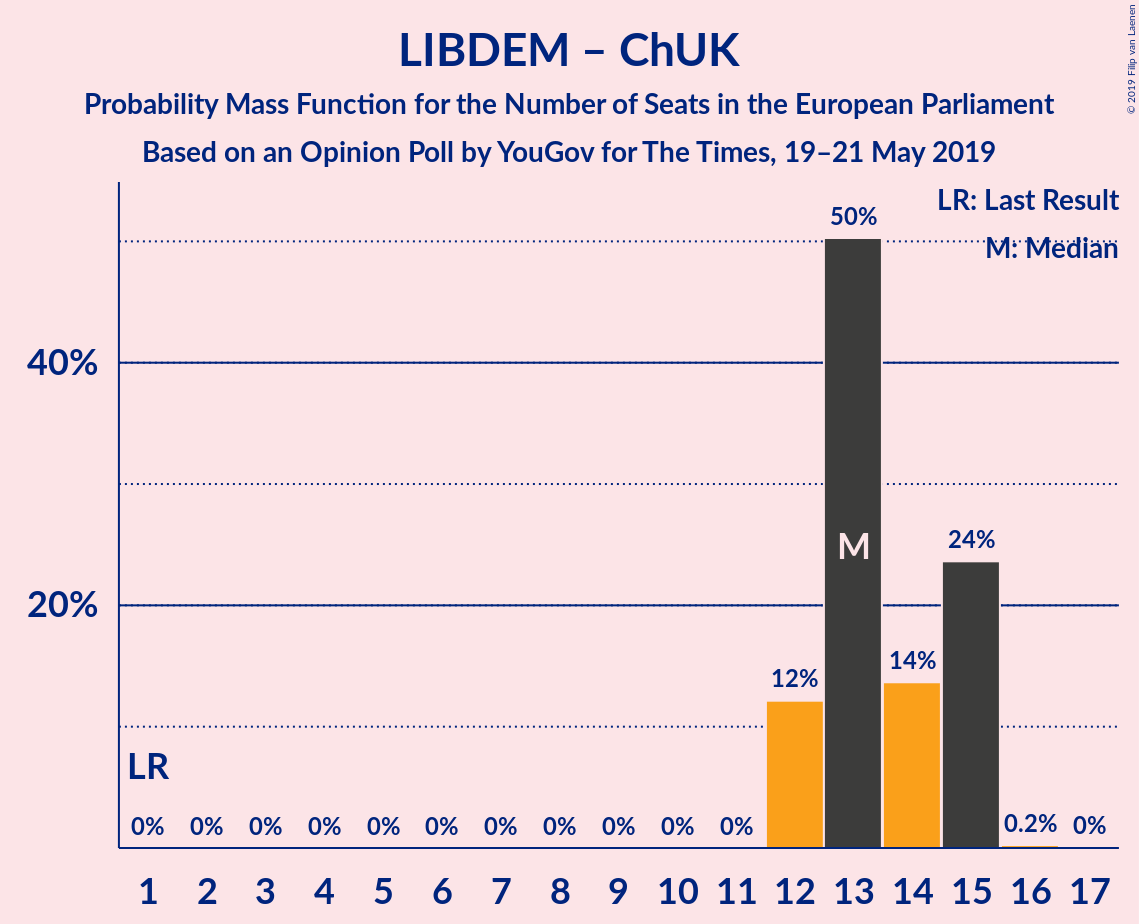 LIBDEM – ChUK
Probability Mass Function for the Number of Seats in the European Parliament
Based on an Opinion Poll by YouGov for The Times, 19–21 May 2019
© 2019 Filip van Laenen
LR: Last Result
M: Median
40%
20%
50%
M
24%
14%
12%
LR
0% 0% 0% 0% 0% 0% 0% 0% 0% 0% 0% 0.2% 0%
1 2 3 4 5 6 7 8 9 10 11 12 13 14 15 16 17